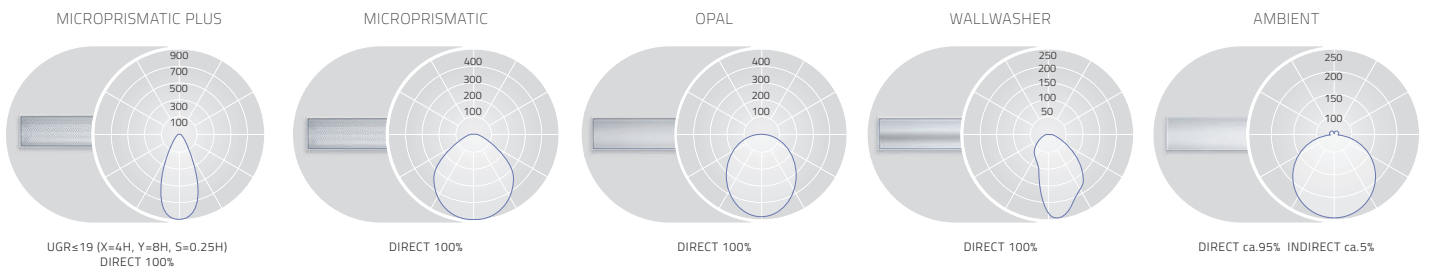 MICROPRISMATIC PLUS
900
700
500
300
100
UGR≤19 (X=4H, Y=8H, S=0.25H)
DIRECT 100%
MICROPRISMATIC
400
300
200
100
DIRECT 100%
OPAL
400
300
200
100
DIRECT 100%
WALLWASHER
250
200
150
100
50
DIRECT 100%
AMBIENT
250
200
150
100
DIRECT ca.95% INDIRECT ca.5%